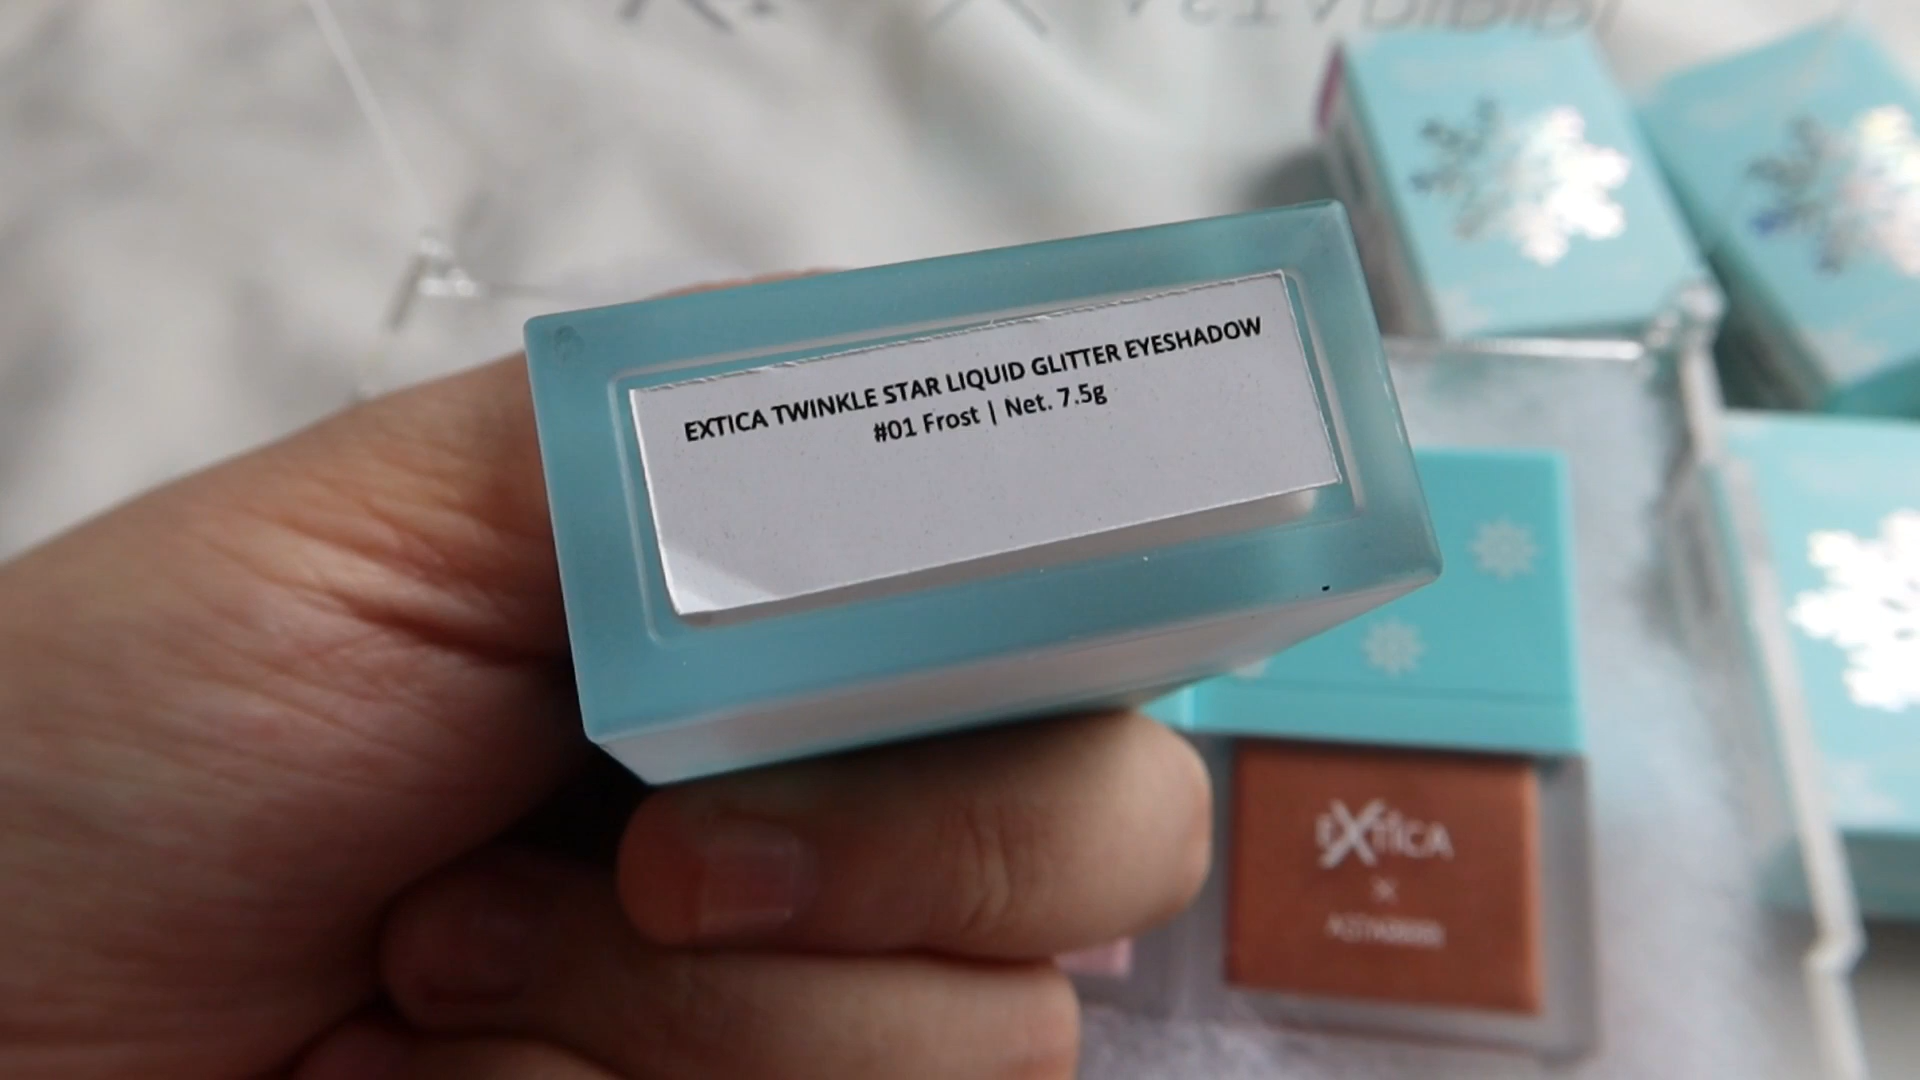 EXTICA TWINKLE STAR LIQUID GLITTER EYESHADOW
#01 Frost | Net. 7.5g
EXTICA
X